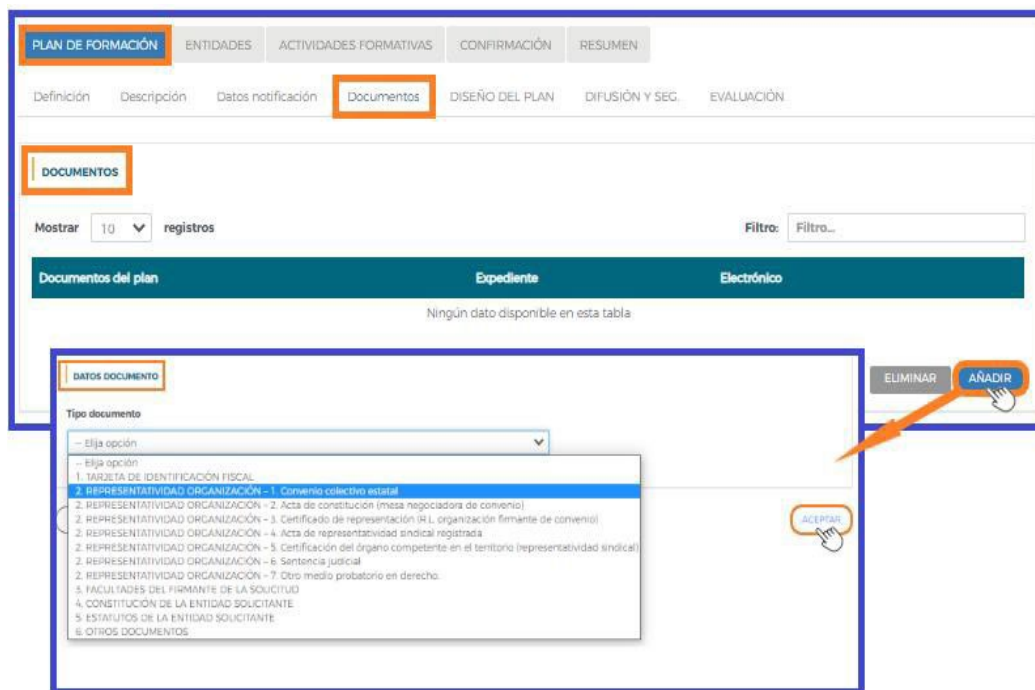 PLAN DE FORMACIÓN ENTIDADES ACTIVIDADES FORMATIVAS CONFIRMACIÓN RESUMEN
Definición Descripción Datos notificación Documentos DISEÑO DEL PLAN DIFUSIÓN Y SEG. EVALUACIÓN
DOCUMENTOS
Mostrar 10 registros Filtro: Filtro...
Documentos del plan Expediente Electrónico
Ningún dato disponible en esta tabla
ELIMINAR AÑADIR
DATOS DOCUMENTO
Tipo documento
-- Elija opción
-- Elija opción
1. TARJETA DE IDENTIFICACIÓN FISCAL
2. REPRESENTATIVIDAD ORGANIZACIÓN – 1. Convenio colectivo estatal
2. REPRESENTATIVIDAD ORGANIZACIÓN – 2. Acta de constitución (mesa negociadora de convenio)
2. REPRESENTATIVIDAD ORGANIZACIÓN – 3. Certificado de representación (R.L. organización firmante de convenio)
2. REPRESENTATIVIDAD ORGANIZACIÓN – 4. Acta de representatividad sindical registrada
2. REPRESENTATIVIDAD ORGANIZACIÓN – 5. Certificación del órgano competente en el territorio (representatividad sindical)
2. REPRESENTATIVIDAD ORGANIZACIÓN – 6. Sentencia judicial
2. REPRESENTATIVIDAD ORGANIZACIÓN – 7. Otro medio probatorio en derecho.
3. FACULTADES DEL FIRMANTE DE LA SOLICITUD
4. CONSTITUCIÓN DE LA ENTIDAD SOLICITANTE
5. ESTATUTOS DE LA ENTIDAD SOLICITANTE
6. OTROS DOCUMENTOS
ACEPTAR